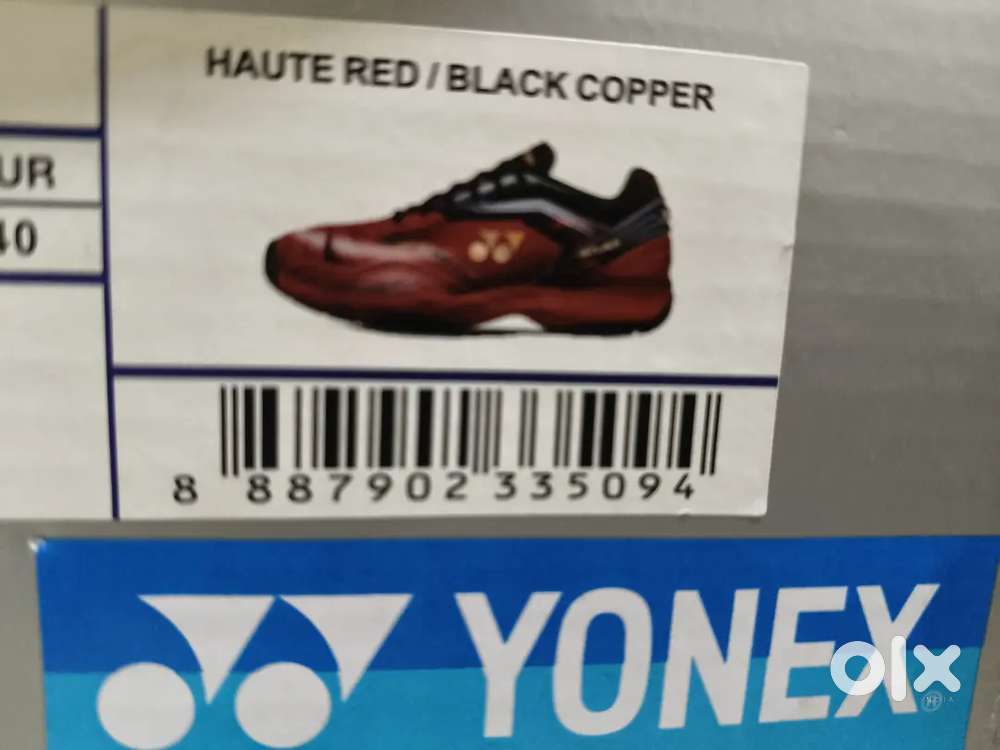 HAUTE RED / BLACK COPPER
UR
40
8 887902 335094
YONEX
olx